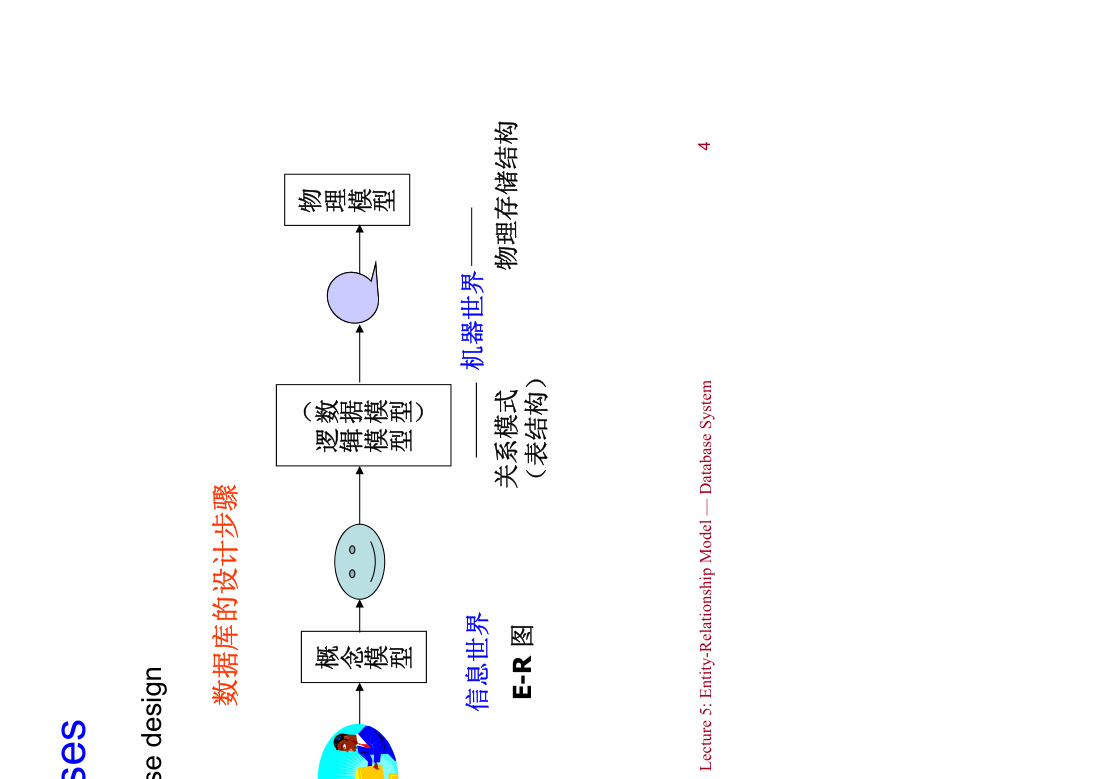 ses
se design
数据库的设计步骤
概念模型
逻辑模型
（数据模型）
物理模型
信息世界
机器世界
E-R 图
关系模式
（表结构）
物理存储结构
Lecture 5: Entity-Relationship Model — Database System
4